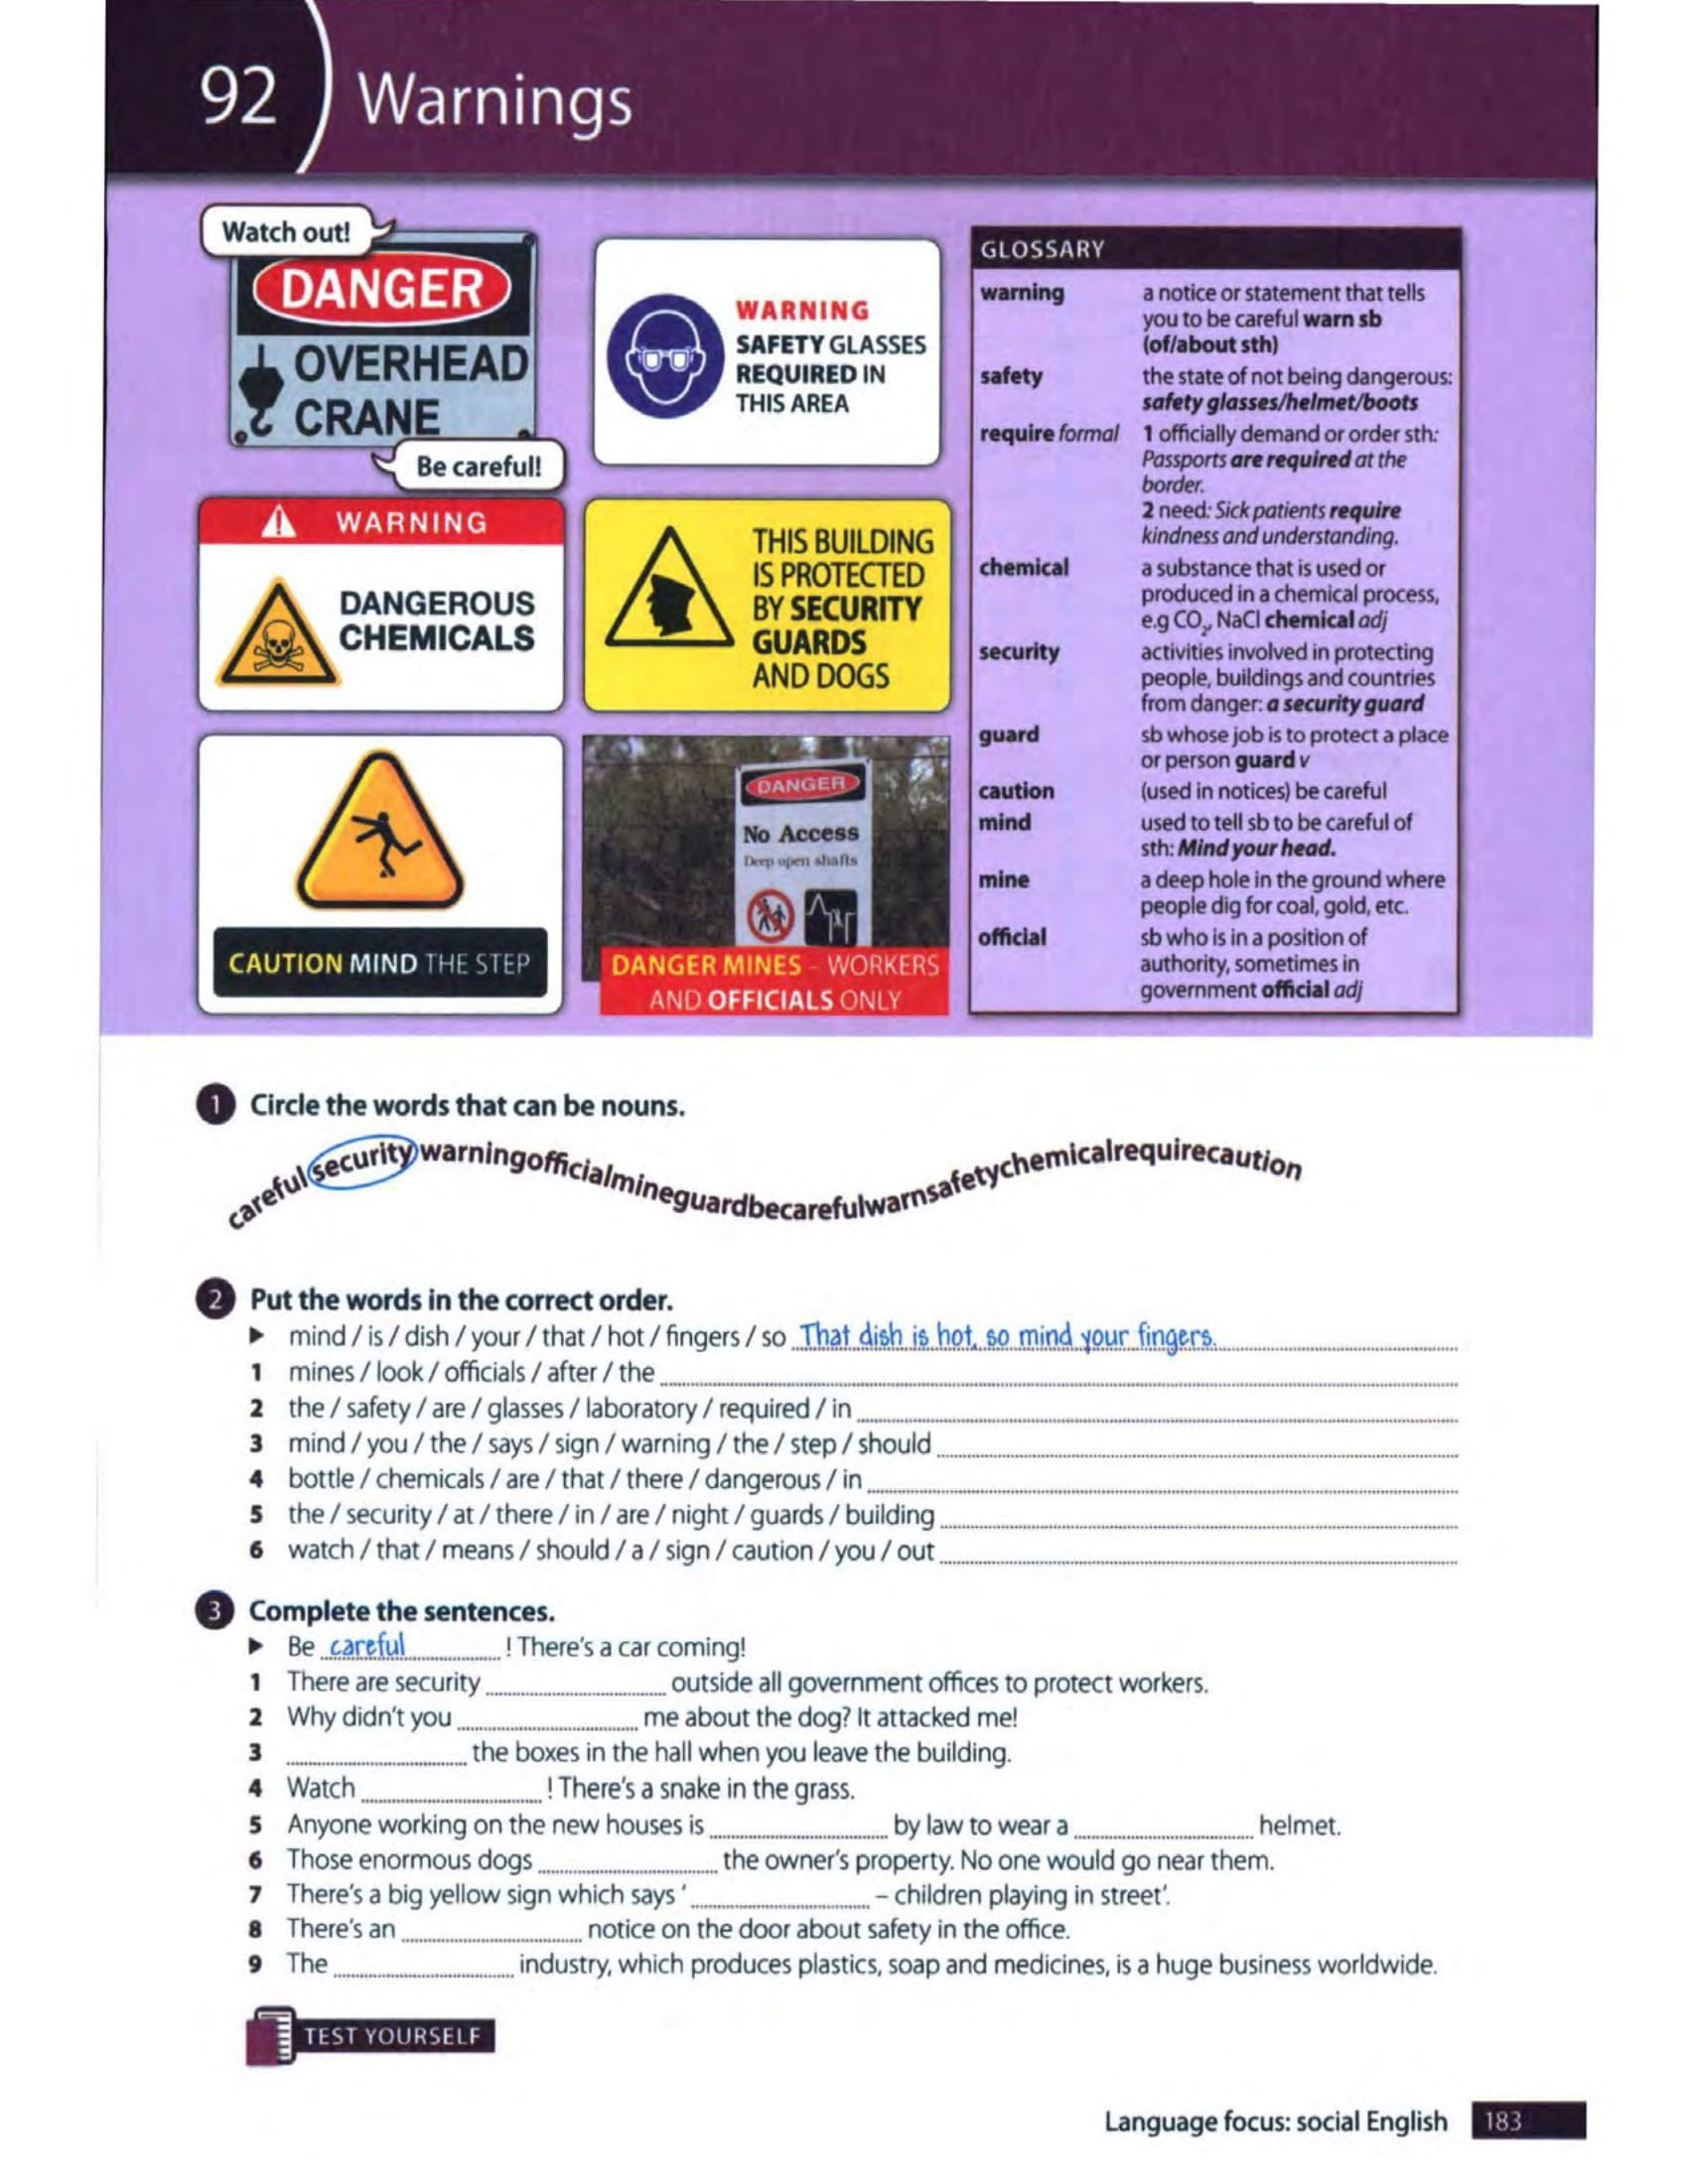 92 Warnings
Watch out!
DANGER
OVERHEAD
CRANE
Be careful!
WARNING
SAFETY GLASSES
REQUIRED IN
THIS AREA
WARNING
DANGEROUS
CHEMICALS
THIS BUILDING
IS PROTECTED
BY SECURITY
GUARDS
AND DOGS
CAUTION MIND THE STEP
DANGER
No Access
Deep open shafts
DANGER MINES – WORKERS
AND OFFICIALS ONLY
GLOSSARY
warning a notice or statement that tells
you to be careful warn sb
(of/about sth)
safety the state of not being dangerous:
safety glasses/helmet/boots
require formal 1 officially demand or order sth:
Passports are required at the
border.
2 need: Sick patients require
kindness and understanding.
chemical a substance that is used or
produced in a chemical process,
e.g CO₂, NaCl chemical adj
security activities involved in protecting
people, buildings and countries
from danger: a security guard
guard sb whose job is to protect a place
or person guard v
caution (used in notices) be careful
mind used to tell sb to be careful of
sth: Mind your head.
mine a deep hole in the ground where
people dig for coal, gold, etc.
official sb who is in a position of
authority, sometimes in
government official adj
1 Circle the words that can be nouns.
carefulsecuritywarningofficialmineguardbecarefulwarnsafetychemicalrequirecaution
2 Put the words in the correct order.
► mind / is / dish / your / that / hot / fingers / so That dish is hot, so mind your fingers.
1 mines / look / officials / after / the
2 the / safety / are / glasses / laboratory / required / in
3 mind / you / the / says / sign / warning / the / step / should
4 bottle / chemicals / are / that / there / dangerous / in
5 the / security / at / there / in / are / night / guards / building
6 watch / that / means / should / a / sign / caution / you / out
3 Complete the sentences.
► Be careful ! There's a car coming!
1 There are security outside all government offices to protect workers.
2 Why didn't you me about the dog? It attacked me!
3 the boxes in the hall when you leave the building.
4 Watch ! There's a snake in the grass.
5 Anyone working on the new houses is by law to wear a helmet.
6 Those enormous dogs the owner's property. No one would go near them.
7 There's a big yellow sign which says ' – children playing in street'.
8 There's an notice on the door about safety in the office.
9 The industry, which produces plastics, soap and medicines, is a huge business worldwide.
TEST YOURSELF
Language focus: social English 183